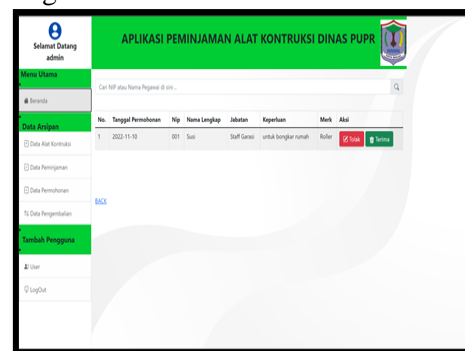 Selamat Datang
admin
APLIKASI PEMINJAMAN ALAT KONTRUKSI DINAS PUPR
Menu Utama
Beranda
Data Arsipan
Data Alat Kontruksi
Data Peminjaman
Data Permohonan
Data Pengembalian
Tambah Pengguna
User
LogOut
Cari NIP atau Nama Pegawai di sini ..
No. Tanggal Permohonan Nip Nama Lengkap Jabatan Keperluan Merk Aksi
1 2022-11-10 001 Susi Staff Garasi untuk bongkar rumah Roller Tolak Terima
BACK